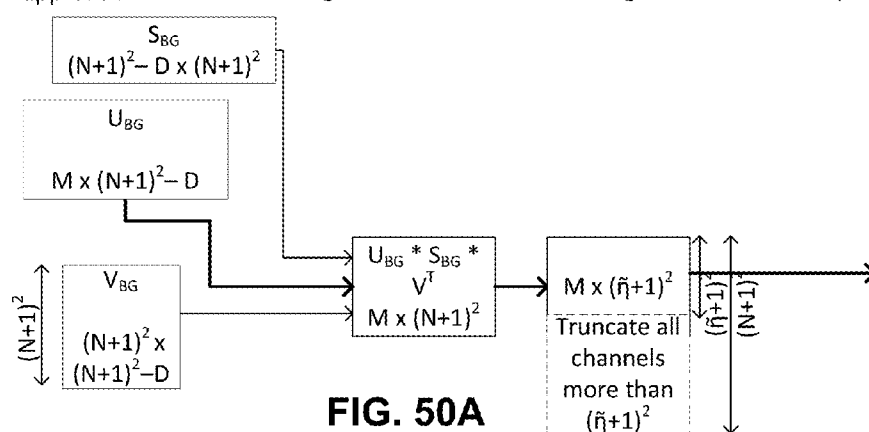 S_BG
(N+1)²– D x (N+1)²
U_BG
M x (N+1)²– D
(N+1)²
V_BG
(N+1)² x
(N+1)²–D
U_BG * S_BG *
V^T
M x (N+1)²
M x (ñ+1)²
Truncate all
channels
more than
(ñ+1)²
(ñ+1)²
(N+1)²
FIG. 50A